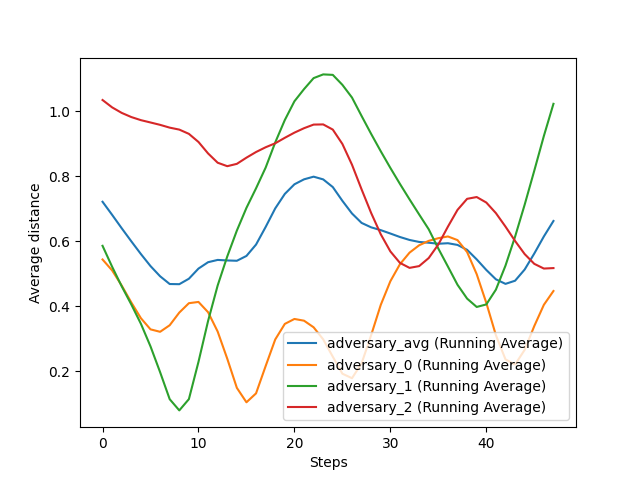 1.0
0.8
0.6
0.4
0.2
Average distance
adversary_avg (Running Average)
adversary_0 (Running Average)
adversary_1 (Running Average)
adversary_2 (Running Average)
0 10 20 30 40
Steps